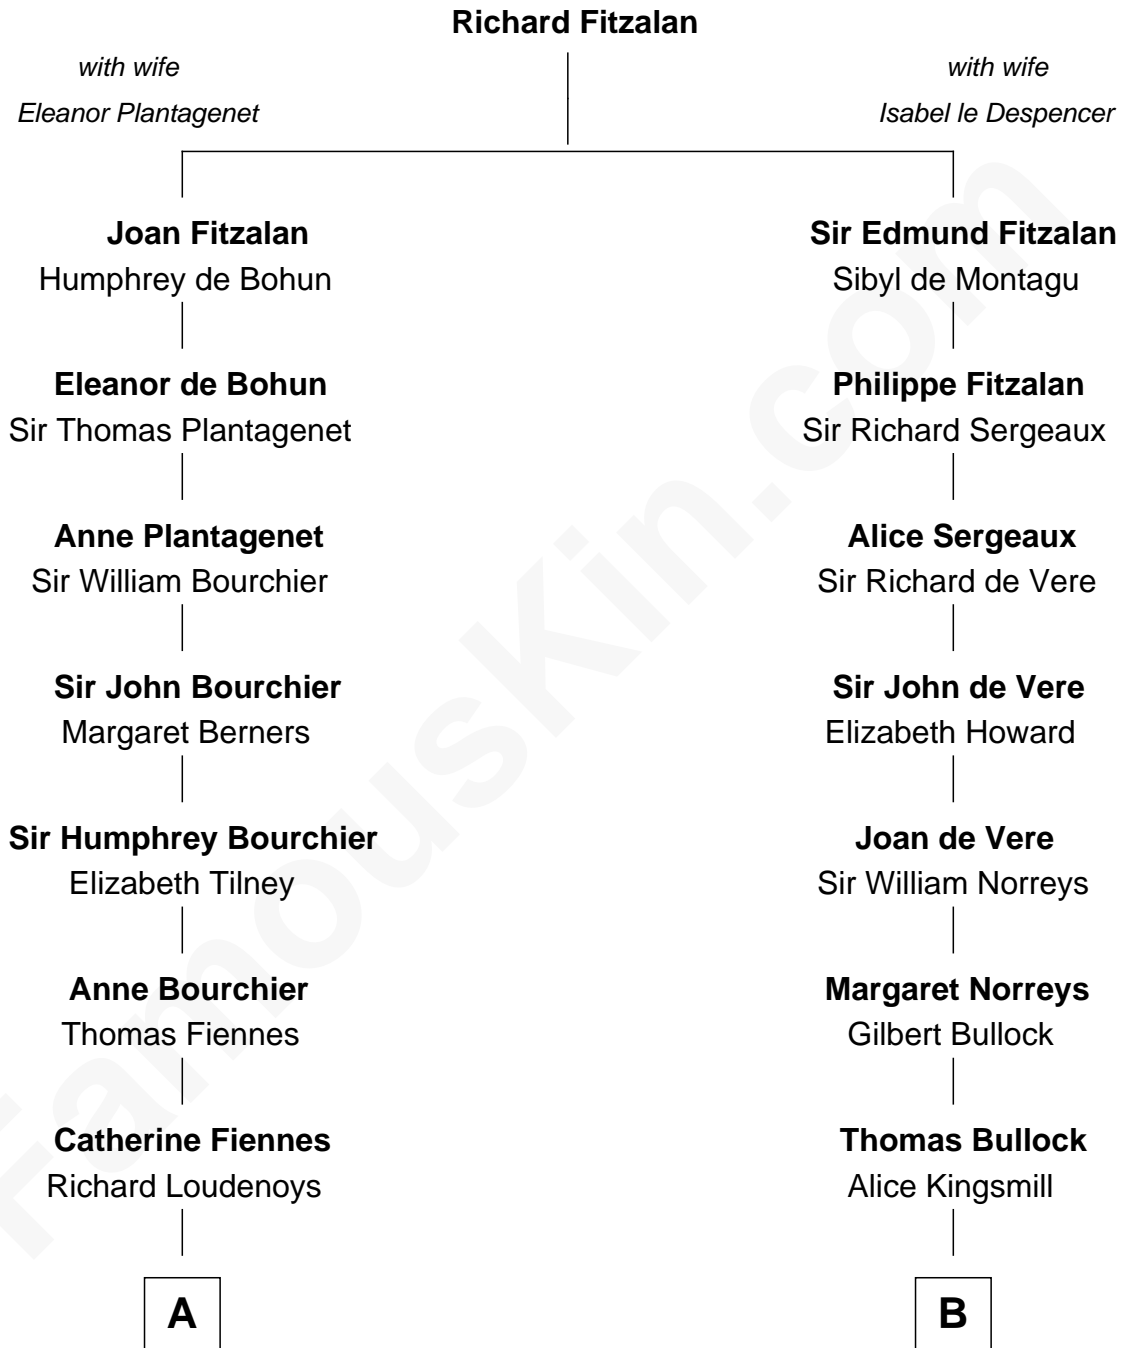 Richard Fitzalan
with wife
Eleanor Plantagenet
with wife
Isabel le Despencer
Joan Fitzalan
Humphrey de Bohun
Sir Edmund Fitzalan
Sibyl de Montagu
Eleanor de Bohun
Sir Thomas Plantagenet
Philippe Fitzalan
Sir Richard Sergeaux
Anne Plantagenet
Sir William Bourchier
Alice Sergeaux
Sir Richard de Vere
Sir John Bourchier
Margaret Berners
Sir John de Vere
Elizabeth Howard
Sir Humphrey Bourchier
Elizabeth Tilney
Joan de Vere
Sir William Norreys
Anne Bourchier
Thomas Fiennes
Margaret Norreys
Gilbert Bullock
Catherine Fiennes
Richard Loudenoys
Thomas Bullock
Alice Kingsmill
A
B
FamousKin.com